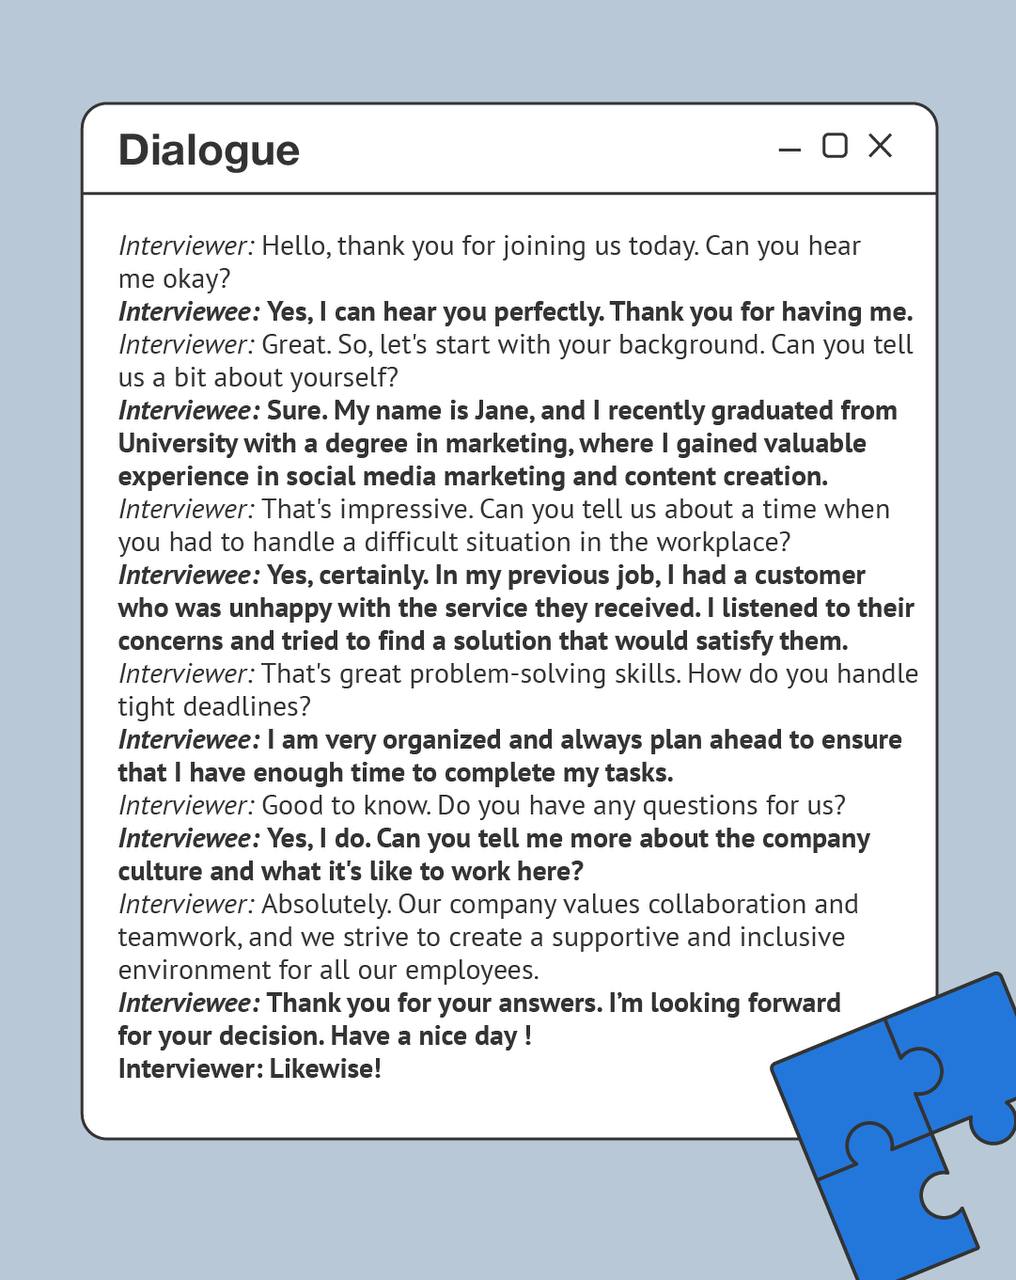 Dialogue
Interviewer: Hello, thank you for joining us today. Can you hear
me okay?
Interviewee: Yes, I can hear you perfectly. Thank you for having me.
Interviewer: Great. So, let's start with your background. Can you tell
us a bit about yourself?
Interviewee: Sure. My name is Jane, and I recently graduated from
University with a degree in marketing, where I gained valuable
experience in social media marketing and content creation.
Interviewer: That's impressive. Can you tell us about a time when
you had to handle a difficult situation in the workplace?
Interviewee: Yes, certainly. In my previous job, I had a customer
who was unhappy with the service they received. I listened to their
concerns and tried to find a solution that would satisfy them.
Interviewer: That's great problem-solving skills. How do you handle
tight deadlines?
Interviewee: I am very organized and always plan ahead to ensure
that I have enough time to complete my tasks.
Interviewer: Good to know. Do you have any questions for us?
Interviewee: Yes, I do. Can you tell me more about the company
culture and what it's like to work here?
Interviewer: Absolutely. Our company values collaboration and
teamwork, and we strive to create a supportive and inclusive
environment for all our employees.
Interviewee: Thank you for your answers. I’m looking forward
for your decision. Have a nice day !
Interviewer: Likewise!